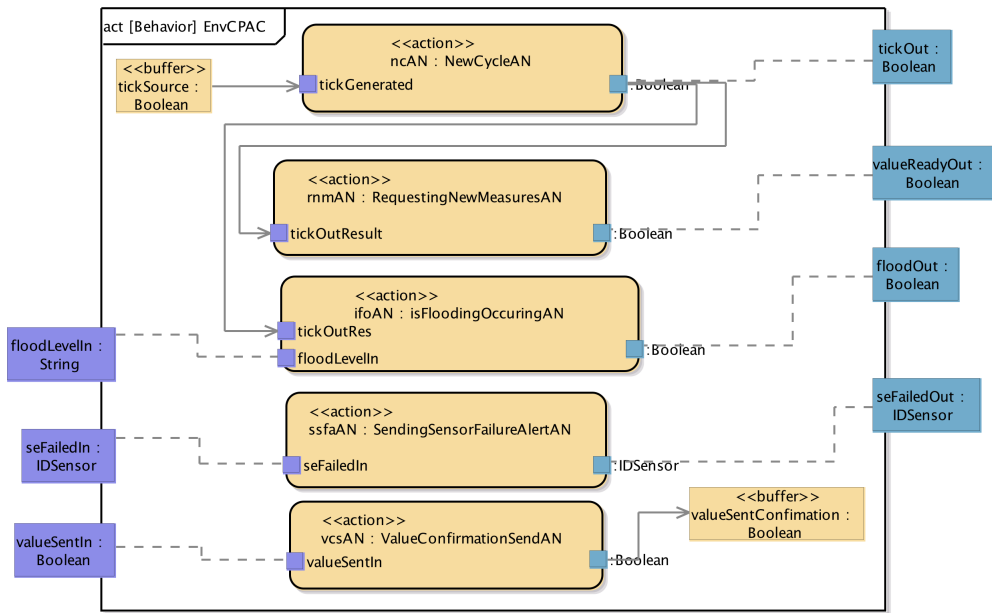 act [Behavior] EnvCPAC
<<buffer>>
tickSource :
Boolean
<<action>>
ncAN : NewCycleAN
tickGenerated
:Boolean
tickOut :
Boolean
<<action>>
rnmAN : RequestingNewMeasuresAN
tickOutResult
:Boolean
valueReadyOut :
Boolean
<<action>>
ifoAN : isFloodingOccuringAN
tickOutRes
floodLevelIn
:Boolean
floodOut :
Boolean
floodLevelIn :
String
<<action>>
ssfaAN : SendingSensorFailureAlertAN
seFailedIn
:IDSensor
seFailedOut :
IDSensor
seFailedIn :
IDSensor
<<action>>
vcsAN : ValueConfirmationSendAN
valueSentIn
:Boolean
<<buffer>>
valueSentConfimation :
Boolean
valueSentIn :
Boolean